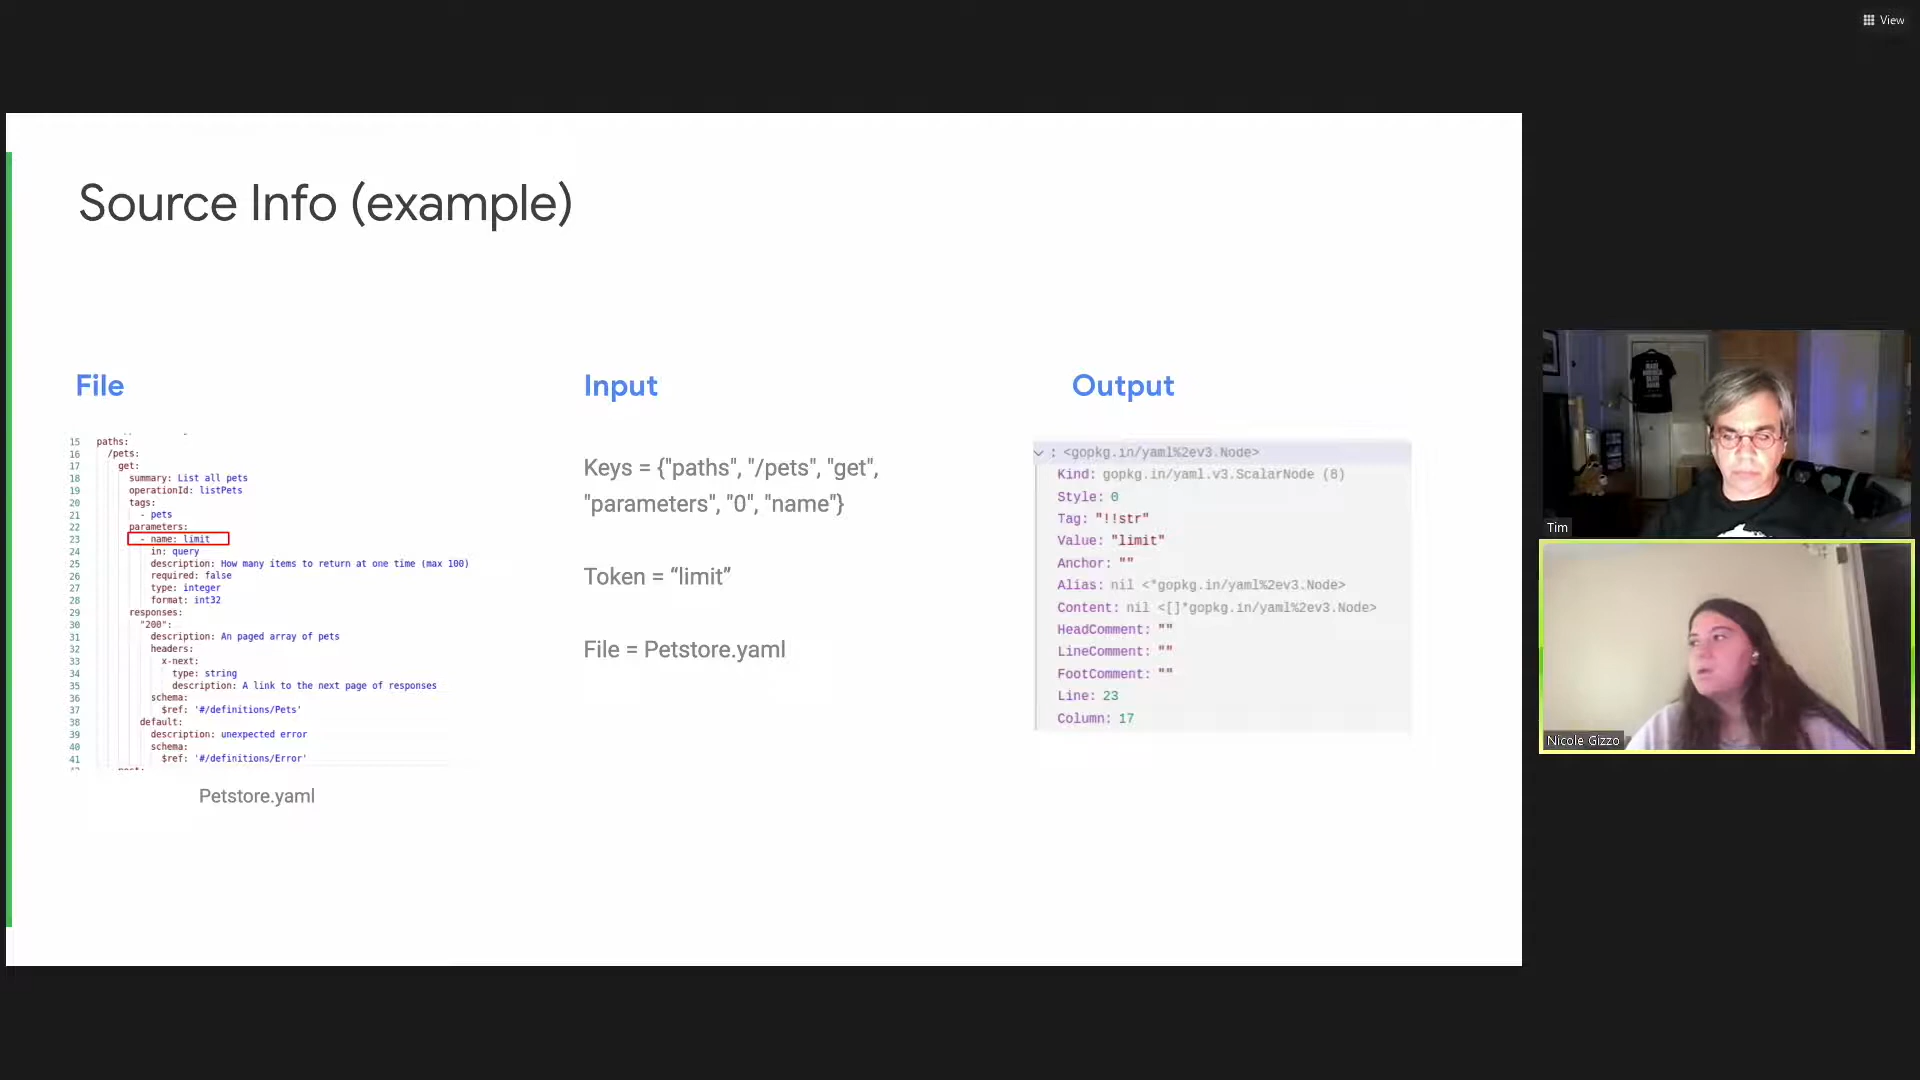 View
Source Info (example)
File
Input
Output
15 paths:
16 /pets:
17 get:
18 summary: List all pets
19 operationId: listPets
20 tags:
21 - pets
22 parameters:
23 - name: limit
24 in: query
25 description: How many items to return at one time (max 100)
26 required: false
27 type: integer
28 format: int32
29 responses:
30 "200":
31 description: An paged array of pets
32 headers:
33 x-next:
34 type: string
35 description: A link to the next page of responses
36 schema:
37 $ref: '#/definitions/Pets'
38 default:
39 description: unexpected error
40 schema:
41 $ref: '#/definitions/Error'
Petstore.yaml
Keys = {"paths", "/pets", "get",
"parameters", "0", "name"}
Token = “limit”
File = Petstore.yaml
: <gopkg.in/yaml%2ev3.Node>
Kind: gopkg.in/yaml.v3.ScalarNode (8)
Style: 0
Tag: "!!str"
Value: "limit"
Anchor: ""
Alias: nil <*gopkg.in/yaml%2ev3.Node>
Content: nil <[]*gopkg.in/yaml%2ev3.Node>
HeadComment: ""
LineComment: ""
FootComment: ""
Line: 23
Column: 17
Tim
Nicole Gizzo